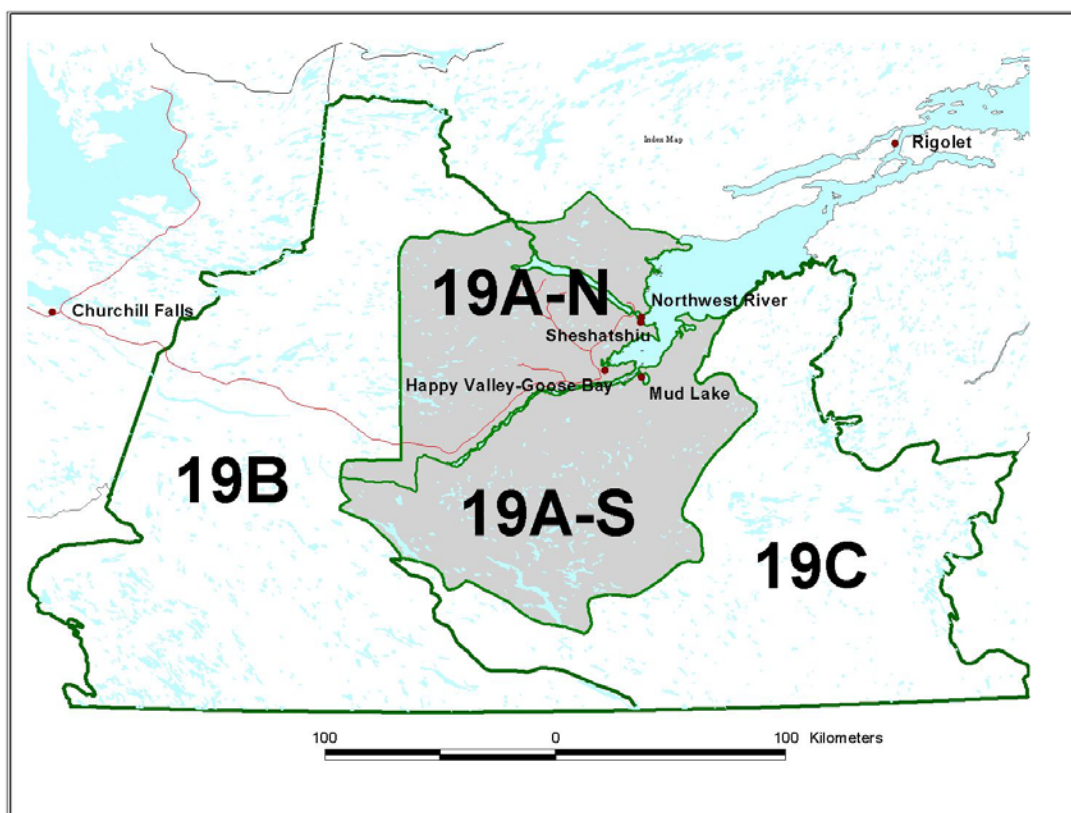 Index Map
Rigolet
19A-N
Northwest River
Churchill Falls
Sheshatshiu
Happy Valley-Goose Bay
Mud Lake
19B
19A-S
19C
100 0 100 Kilometers